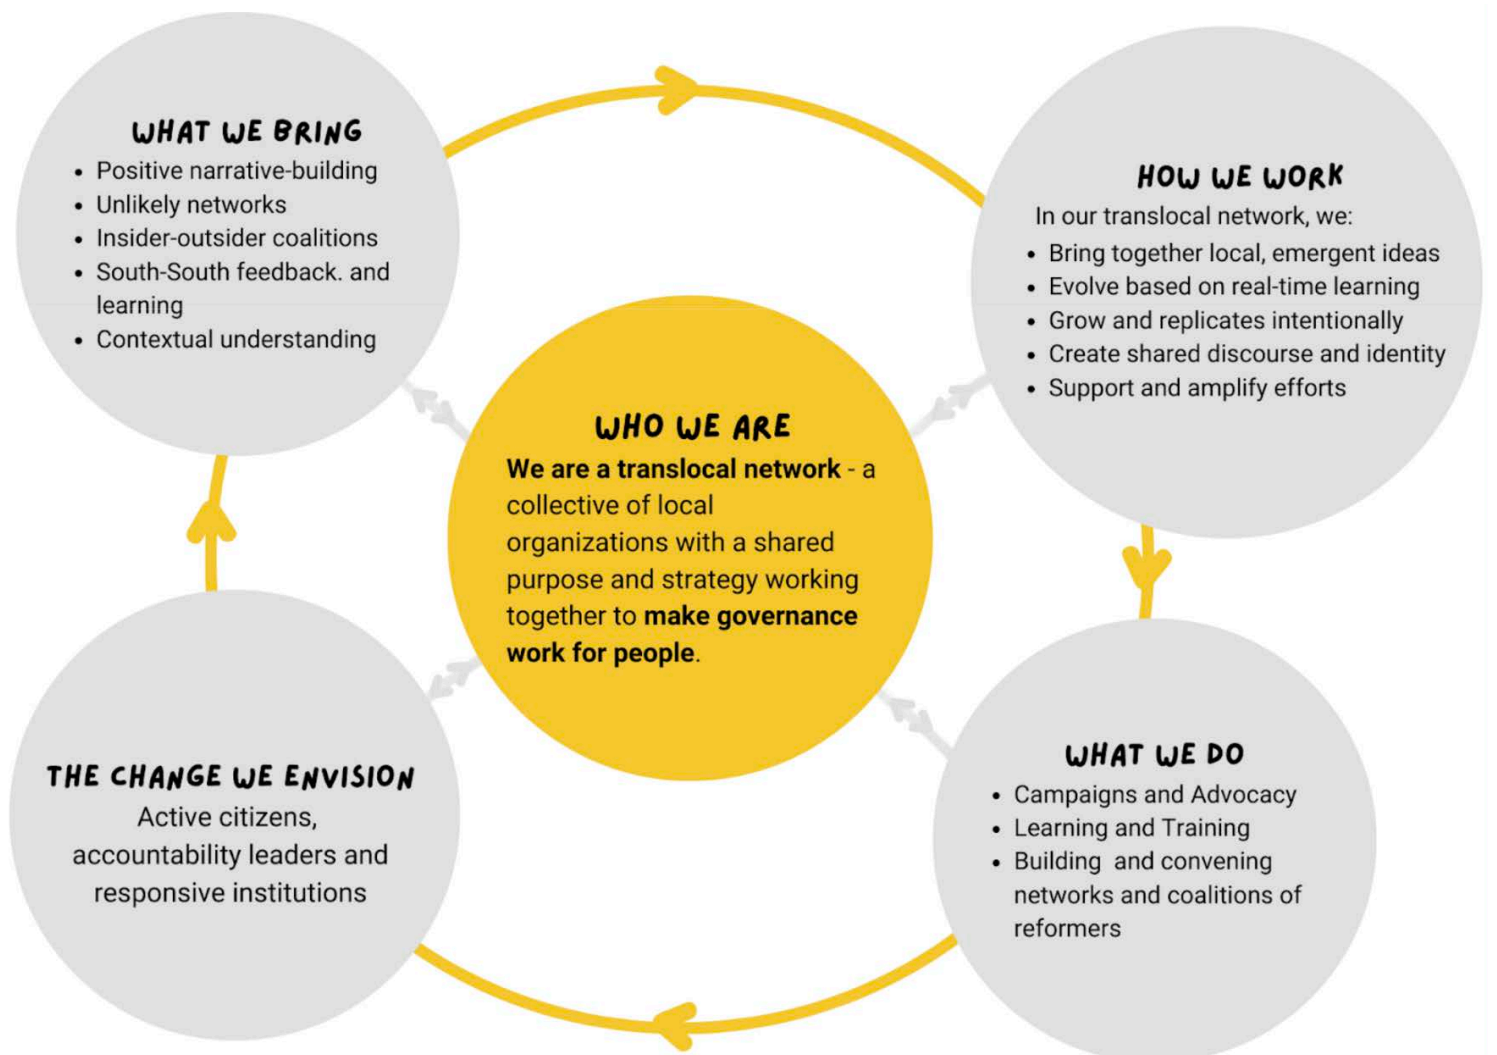 WHAT WE BRING
• Positive narrative-building
• Unlikely networks
• Insider-outsider coalitions
• South-South feedback. and
learning
• Contextual understanding
HOW WE WORK
In our translocal network, we:
• Bring together local, emergent ideas
• Evolve based on real-time learning
• Grow and replicates intentionally
• Create shared discourse and identity
• Support and amplify efforts
WHO WE ARE
We are a translocal network - a
collective of local
organizations with a shared
purpose and strategy working
together to make governance
work for people.
THE CHANGE WE ENVISION
Active citizens,
accountability leaders and
responsive institutions
WHAT WE DO
• Campaigns and Advocacy
• Learning and Training
• Building and convening
networks and coalitions of
reformers